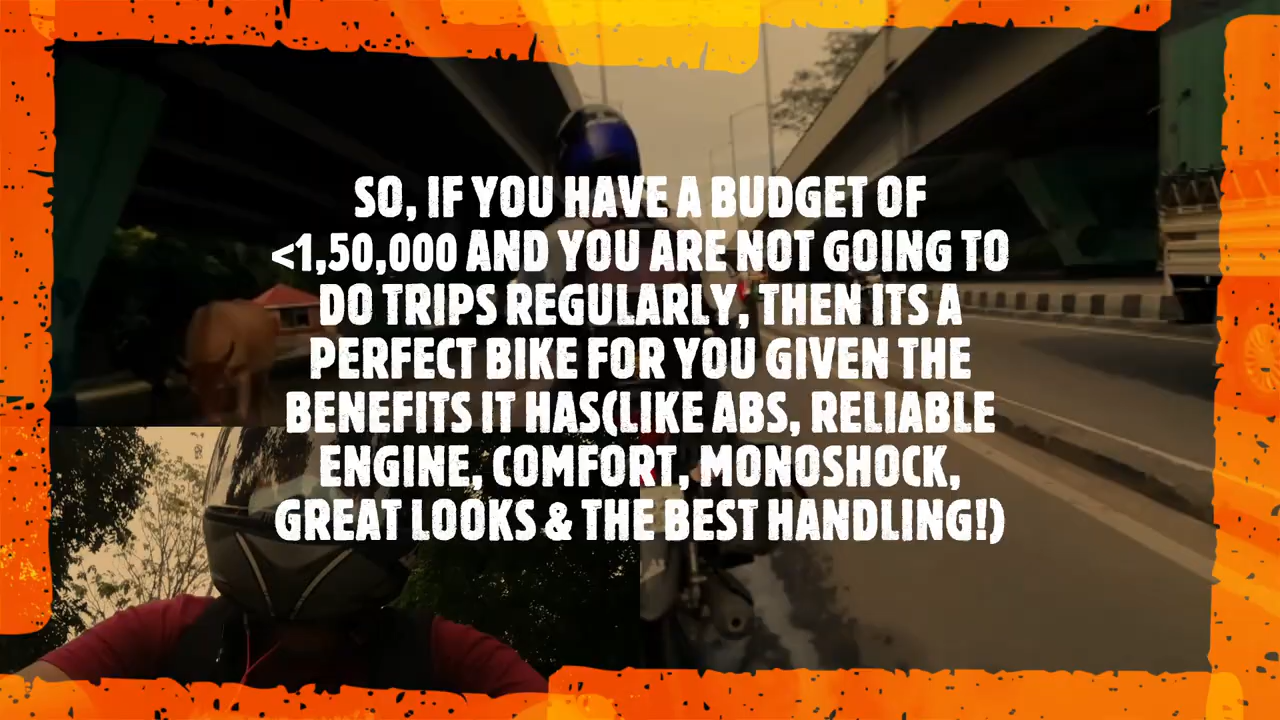 SO, IF YOU HAVE A BUDGET OF
<1,50,000 AND YOU ARE NOT GOING TO
DO TRIPS REGULARLY, THEN ITS A
PERFECT BIKE FOR YOU GIVEN THE
BENEFITS IT HAS(LIKE ABS, RELIABLE
ENGINE, COMFORT, MONOSHOCK,
GREAT LOOKS & THE BEST HANDLING!)